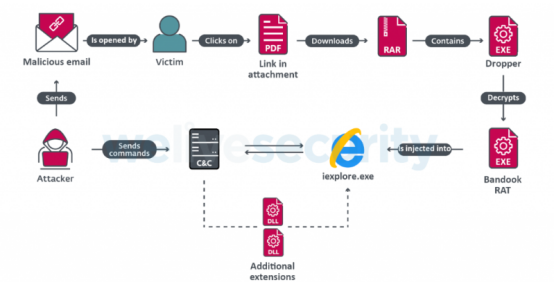 PDF
RAR
EXE
Is opened by
Clicks on
Downloads
Contains
Malicious email
Victim
Link in
attachment
Dropper
Sends
Decrypts
welivesecurity
Sends
commands
C&C
EXE
Is injected into
Attacker
iexplore.exe
Bandook
RAT
DLL
DLL
Additional
extensions